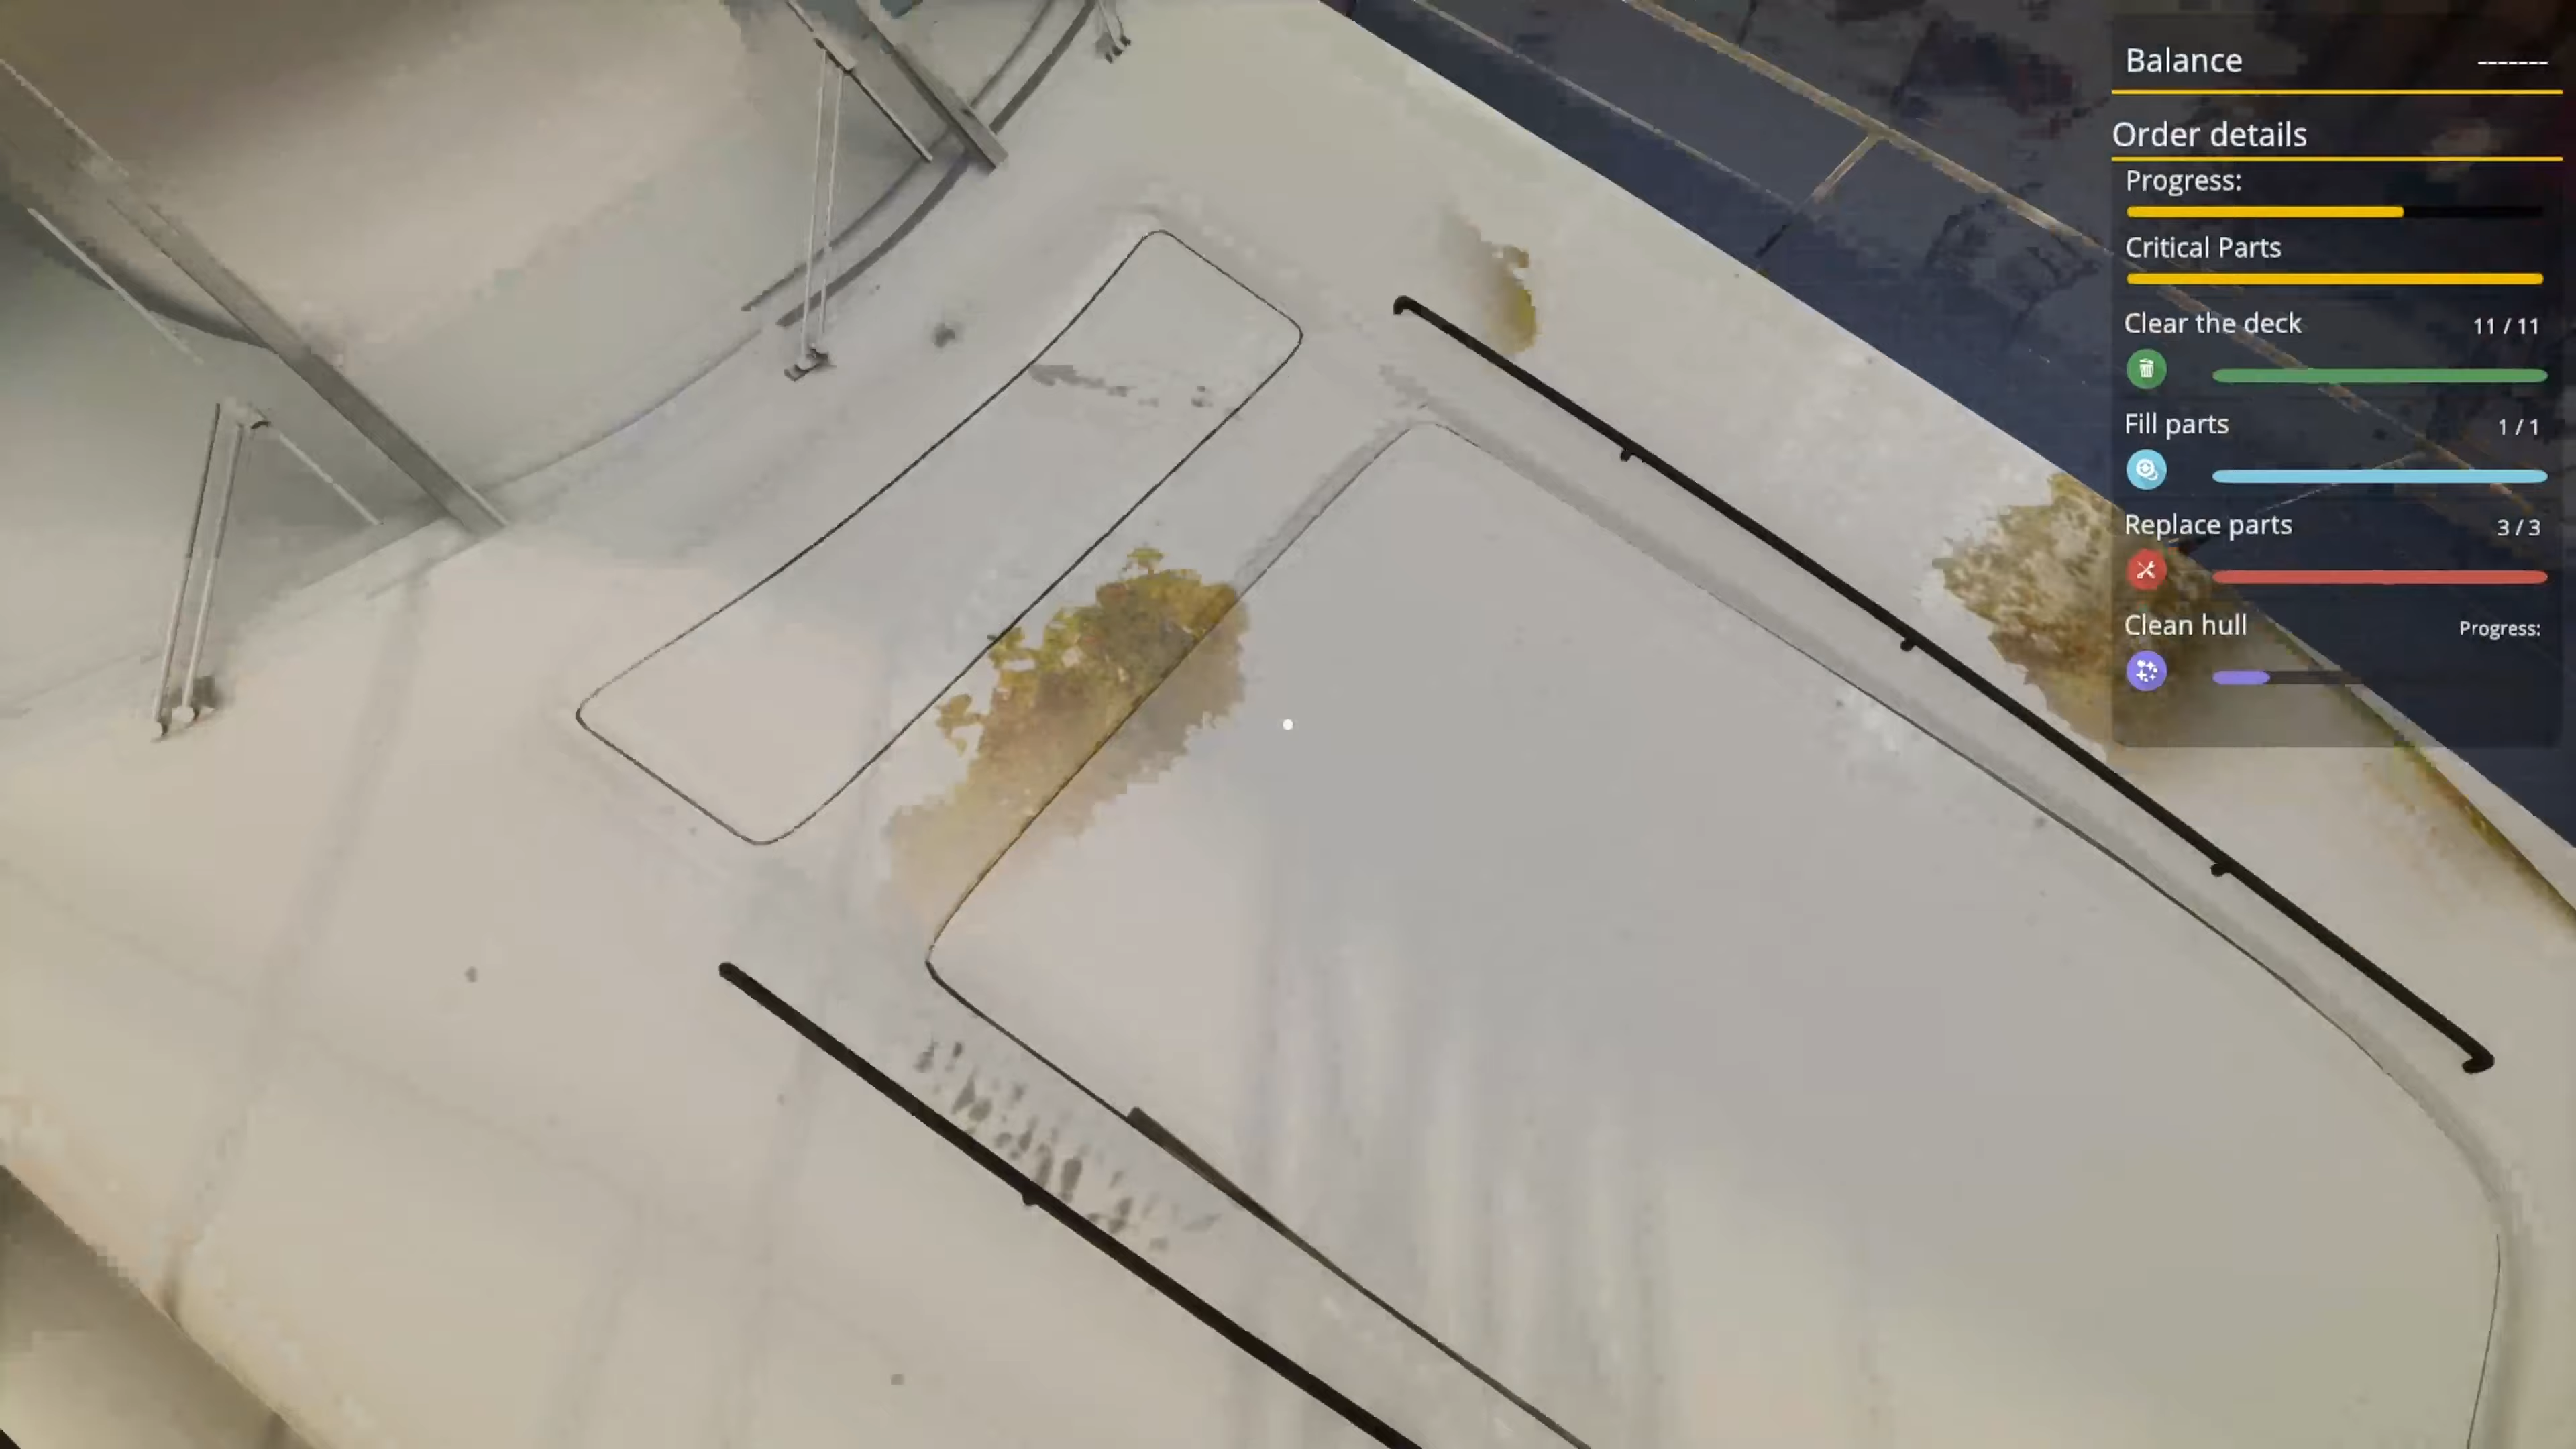 Balance -------
Order details
Progress:
Critical Parts
Clear the deck 11 / 11
Fill parts 1 / 1
Replace parts 3 / 3
Clean hull Progress: